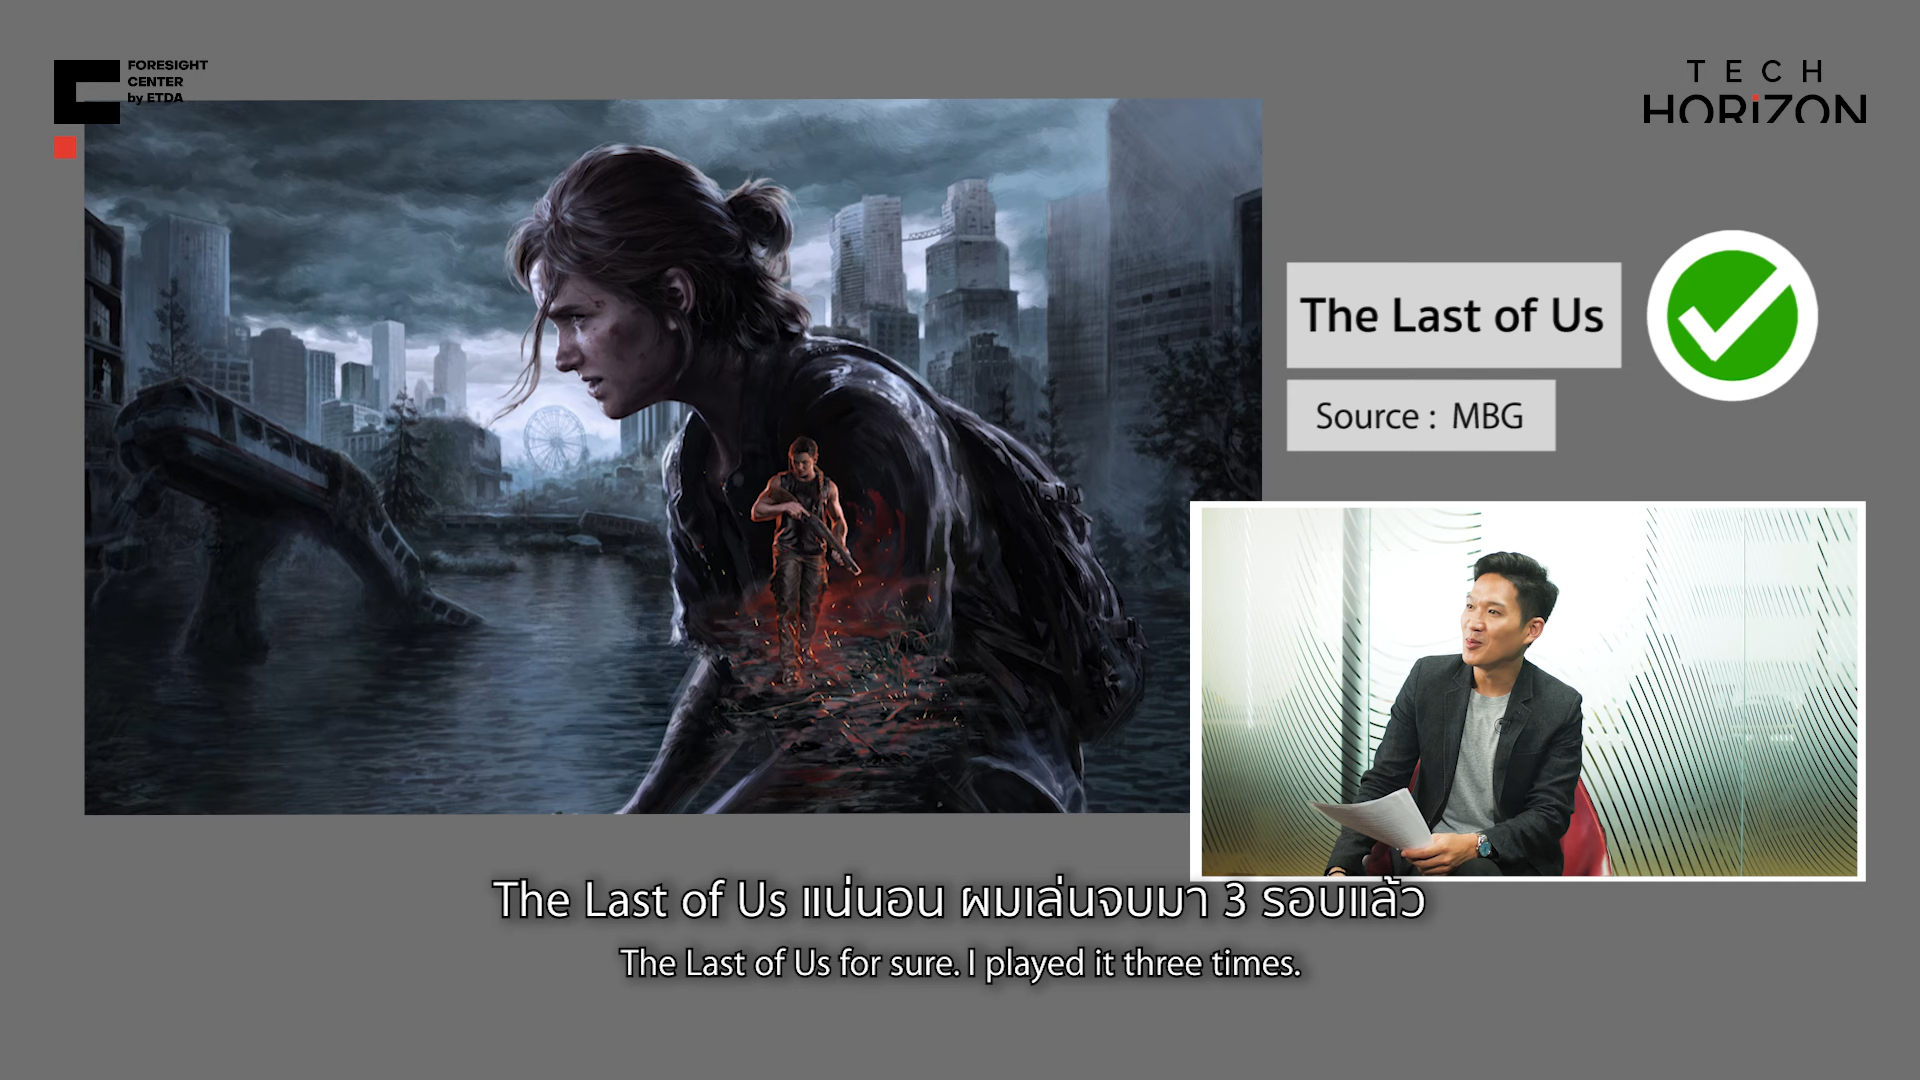 FORESIGHT
CENTER
by ETDA
TECH
HORiZON
The Last of Us
Source : MBG
The Last of Us แน่นอน ผมเล่นจบมา 3 รอบแล้ว
The Last of Us for sure. I played it three times.